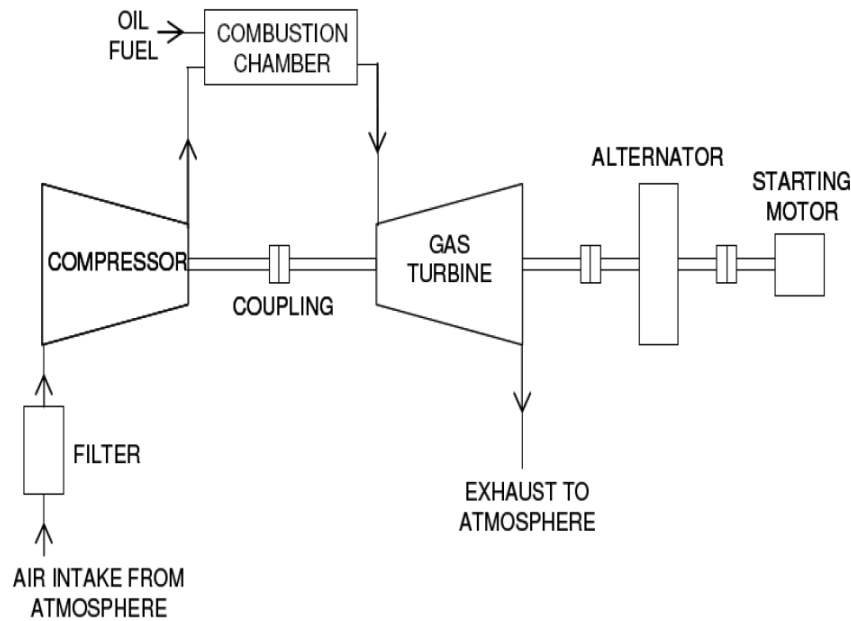 OIL
FUEL
COMBUSTION
CHAMBER
ALTERNATOR
STARTING
MOTOR
COMPRESSOR
GAS
TURBINE
COUPLING
FILTER
EXHAUST TO
ATMOSPHERE
AIR INTAKE FROM
ATMOSPHERE